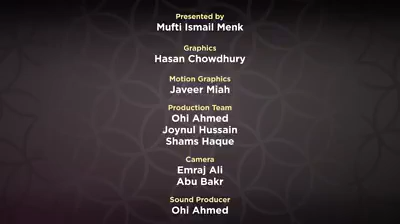 Presented by
Mufti Ismail Menk
Graphics
Hasan Chowdhury
Motion Graphics
Javeer Miah
Production Team
Ohi Ahmed
Joynul Hussain
Shams Haque
Camera
Emraj Ali
Abu Bakr
Sound Producer
Ohi Ahmed